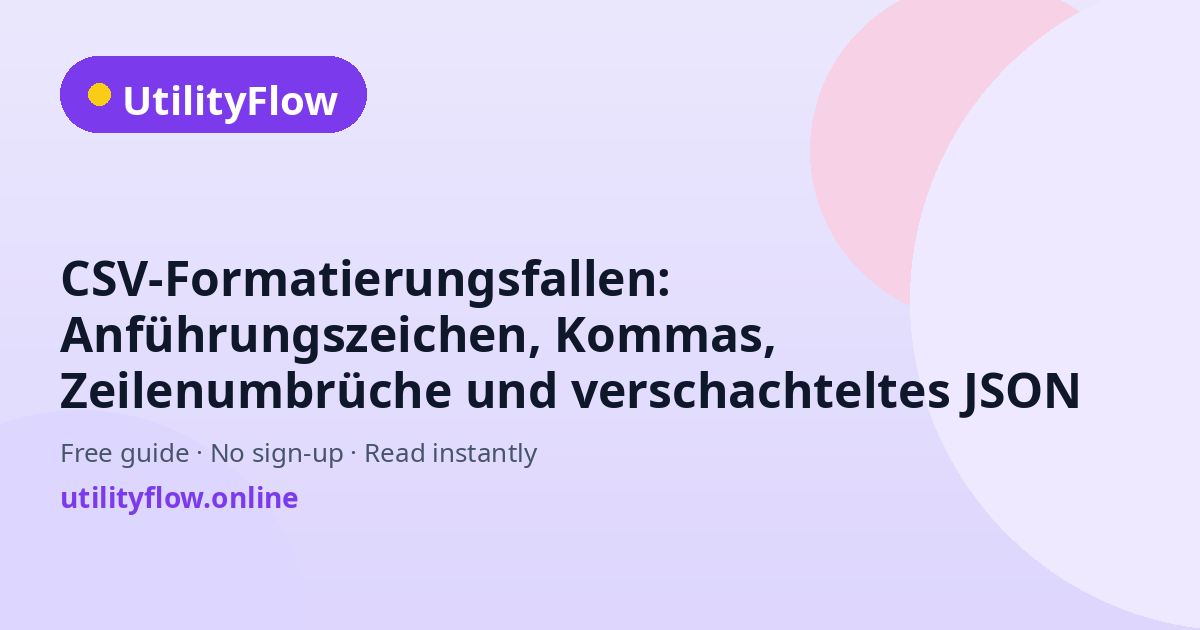 UtilityFlow
CSV-Formatierungsfallen:
Anführungszeichen, Kommas,
Zeilenumbrüche und verschachteltes JSON
Free guide · No sign-up · Read instantly
utilityflow.online